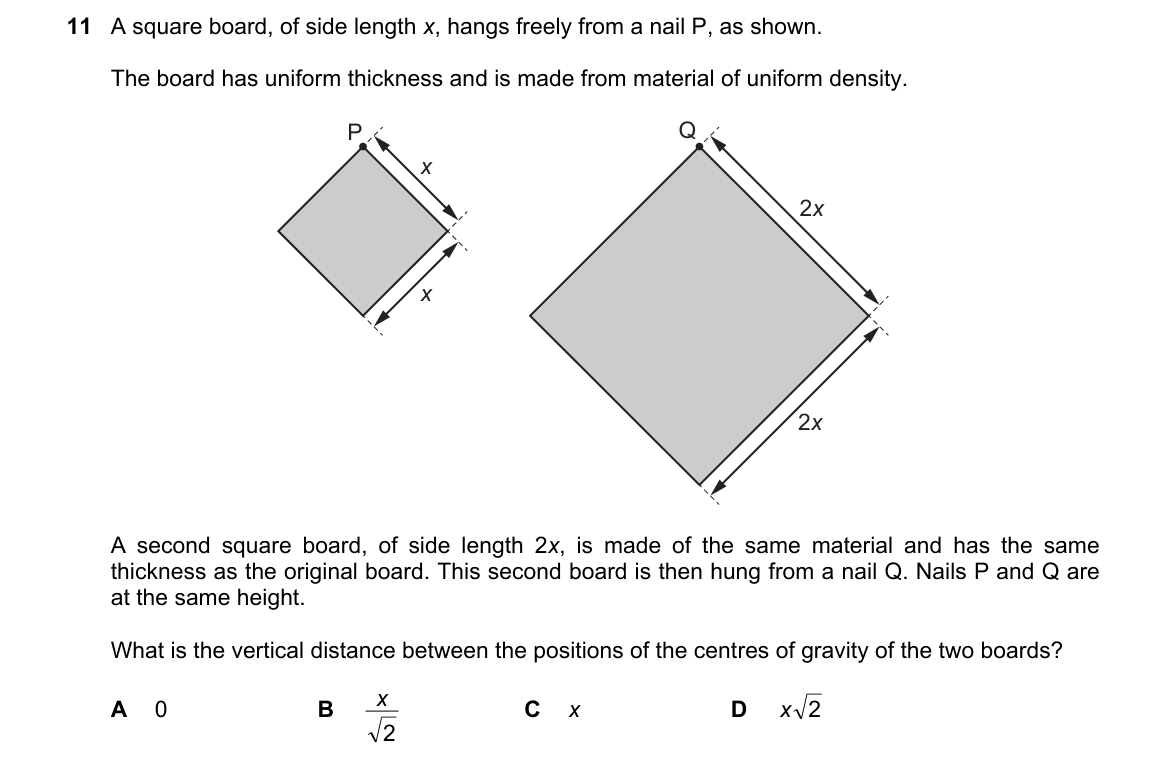 11 A square board, of side length x, hangs freely from a nail P, as shown.
The board has uniform thickness and is made from material of uniform density.
P
x
x
Q
2x
2x
A second square board, of side length 2x, is made of the same material and has the same
thickness as the original board. This second board is then hung from a nail Q. Nails P and Q are
at the same height.
What is the vertical distance between the positions of the centres of gravity of the two boards?
A 0 B x/√2 C x D x√2